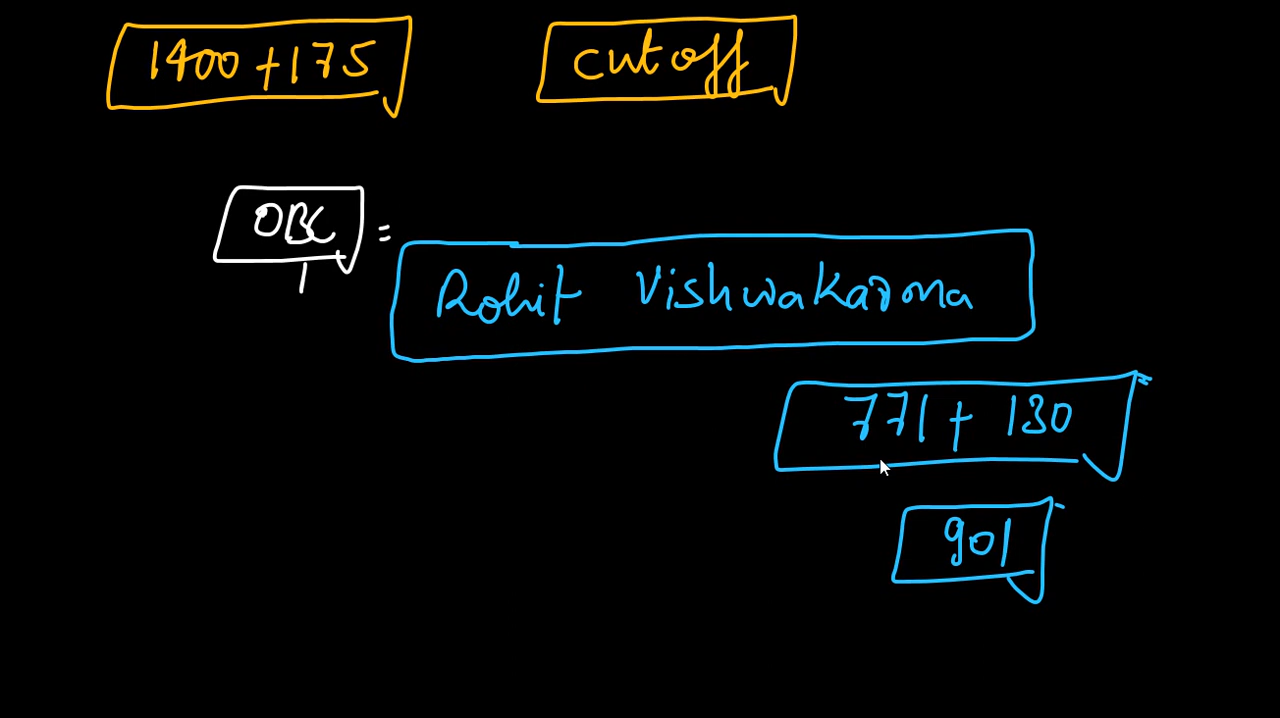 1400 + 175 cutoff
OBC =
Rohit Vishwakarma
771 + 130
901